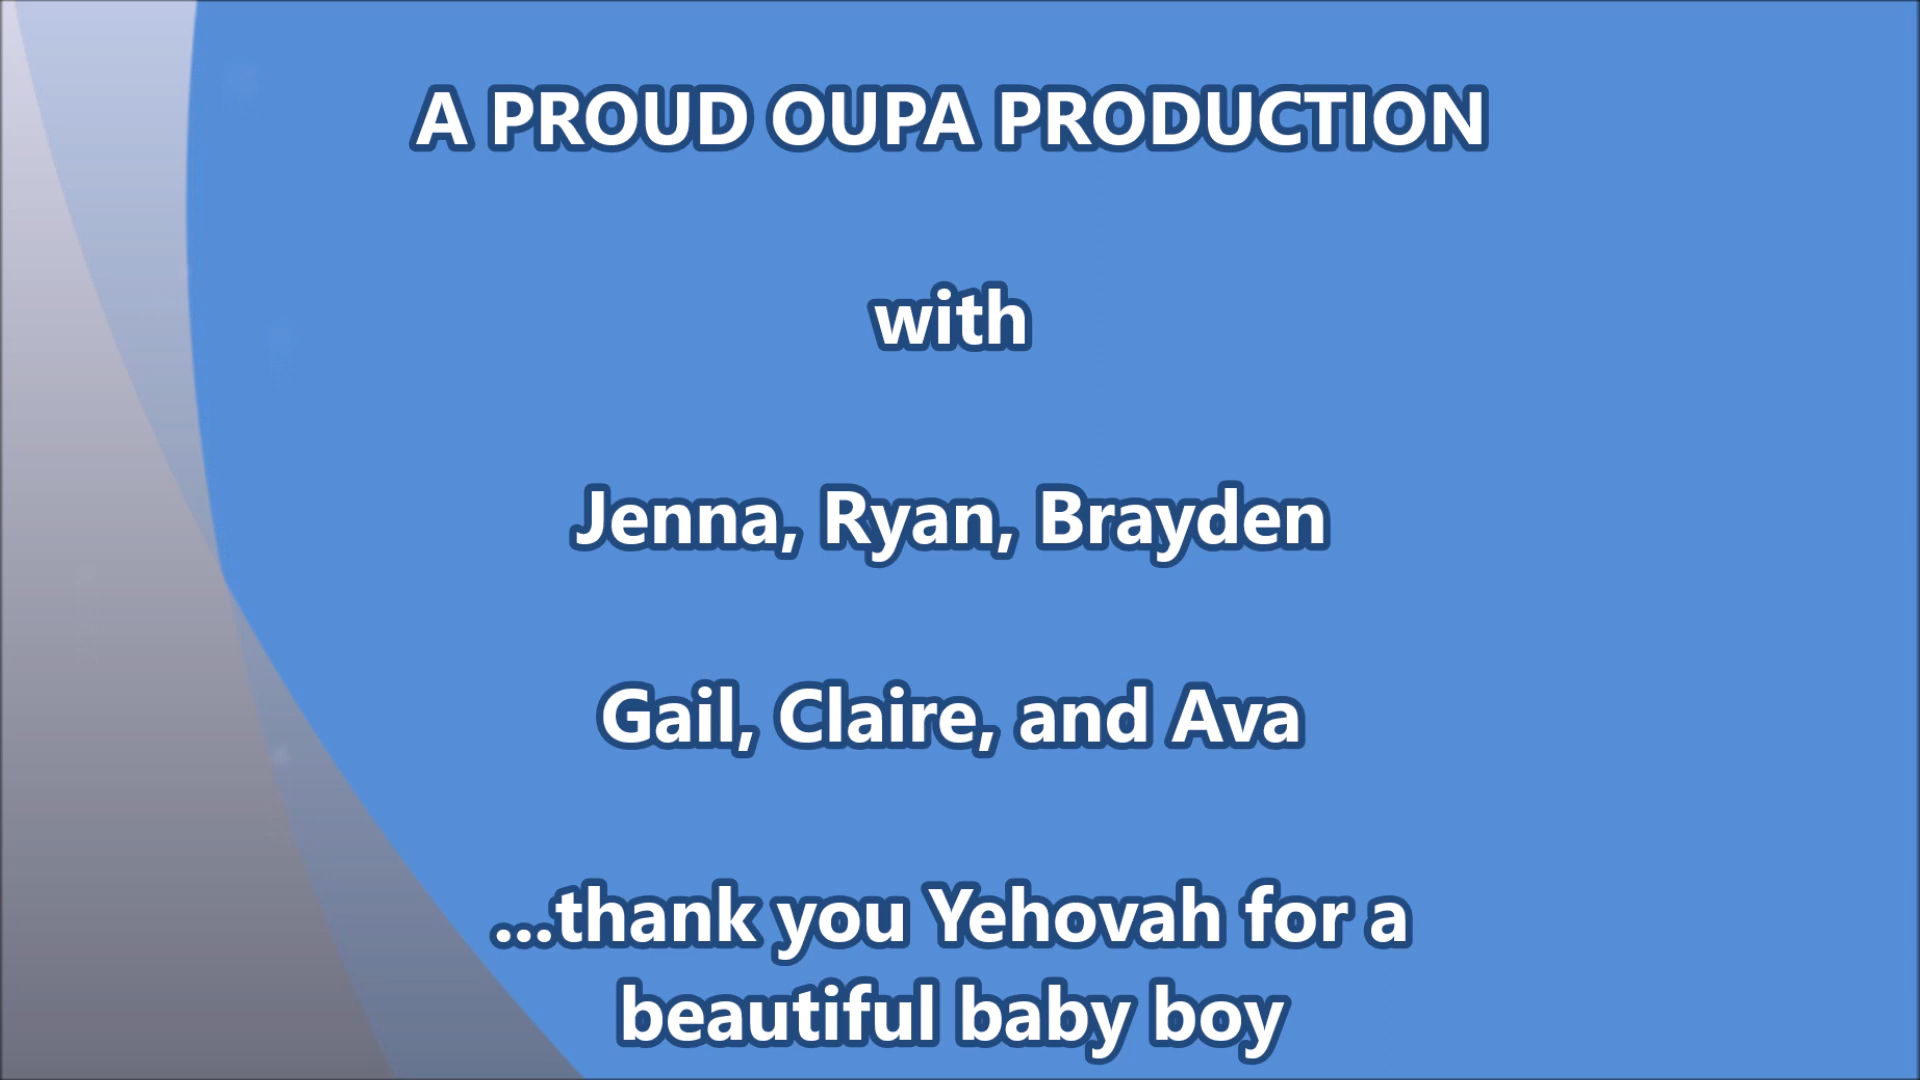 A PROUD OUPA PRODUCTION
with
Jenna, Ryan, Brayden
Gail, Claire, and Ava
...thank you Yehovah for a
beautiful baby boy